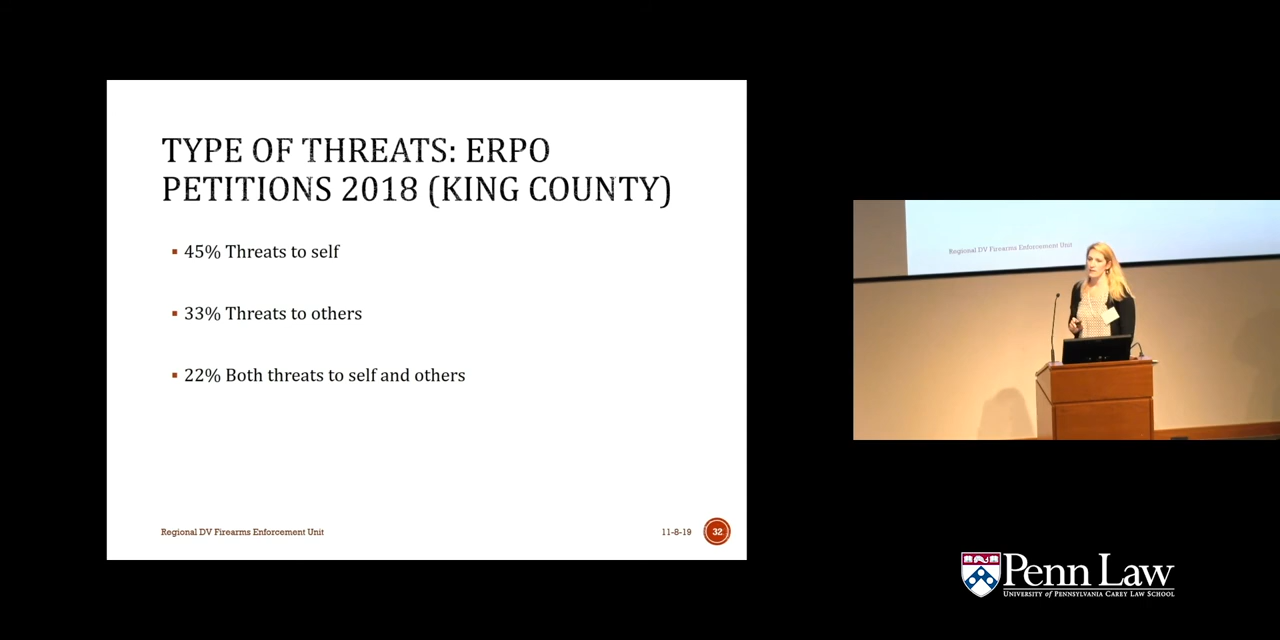 TYPE OF THREATS: ERPO
PETITIONS 2018 (KING COUNTY)
▪ 45% Threats to self
▪ 33% Threats to others
▪ 22% Both threats to self and others
Regional DV Firearms Enforcement Unit
11-8-19
32
Regional DV Firearms Enforcement Unit
Penn Law
UNIVERSITY of PENNSYLVANIA CAREY LAW SCHOOL